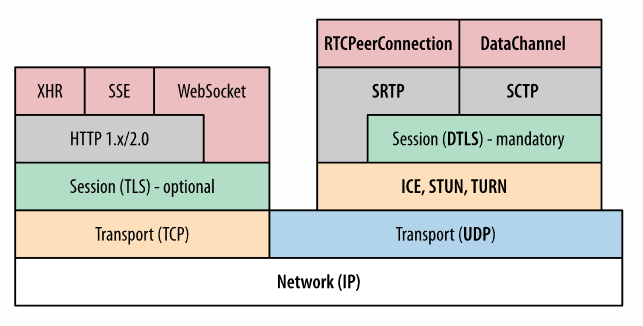 RTCPeerConnection DataChannel
XHR SSE WebSocket SRTP SCTP
HTTP 1.x/2.0 Session (DTLS) - mandatory
Session (TLS) - optional ICE, STUN, TURN
Transport (TCP) Transport (UDP)
Network (IP)